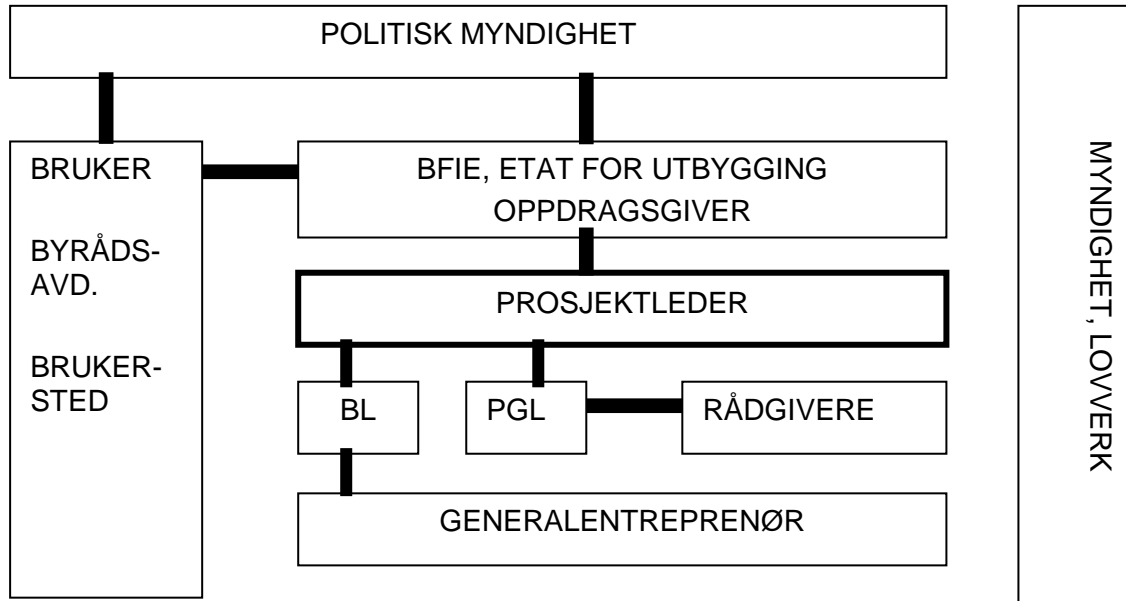 POLITISK MYNDIGHET
BRUKER
BYRÅDS-
AVD.
BRUKER-
STED
BFIE, ETAT FOR UTBYGGING
OPPDRAGSGIVER
PROSJEKTLEDER
BL
PGL
RÅDGIVERE
GENERALENTREPRENØR
MYNDIGHET, LOVVERK